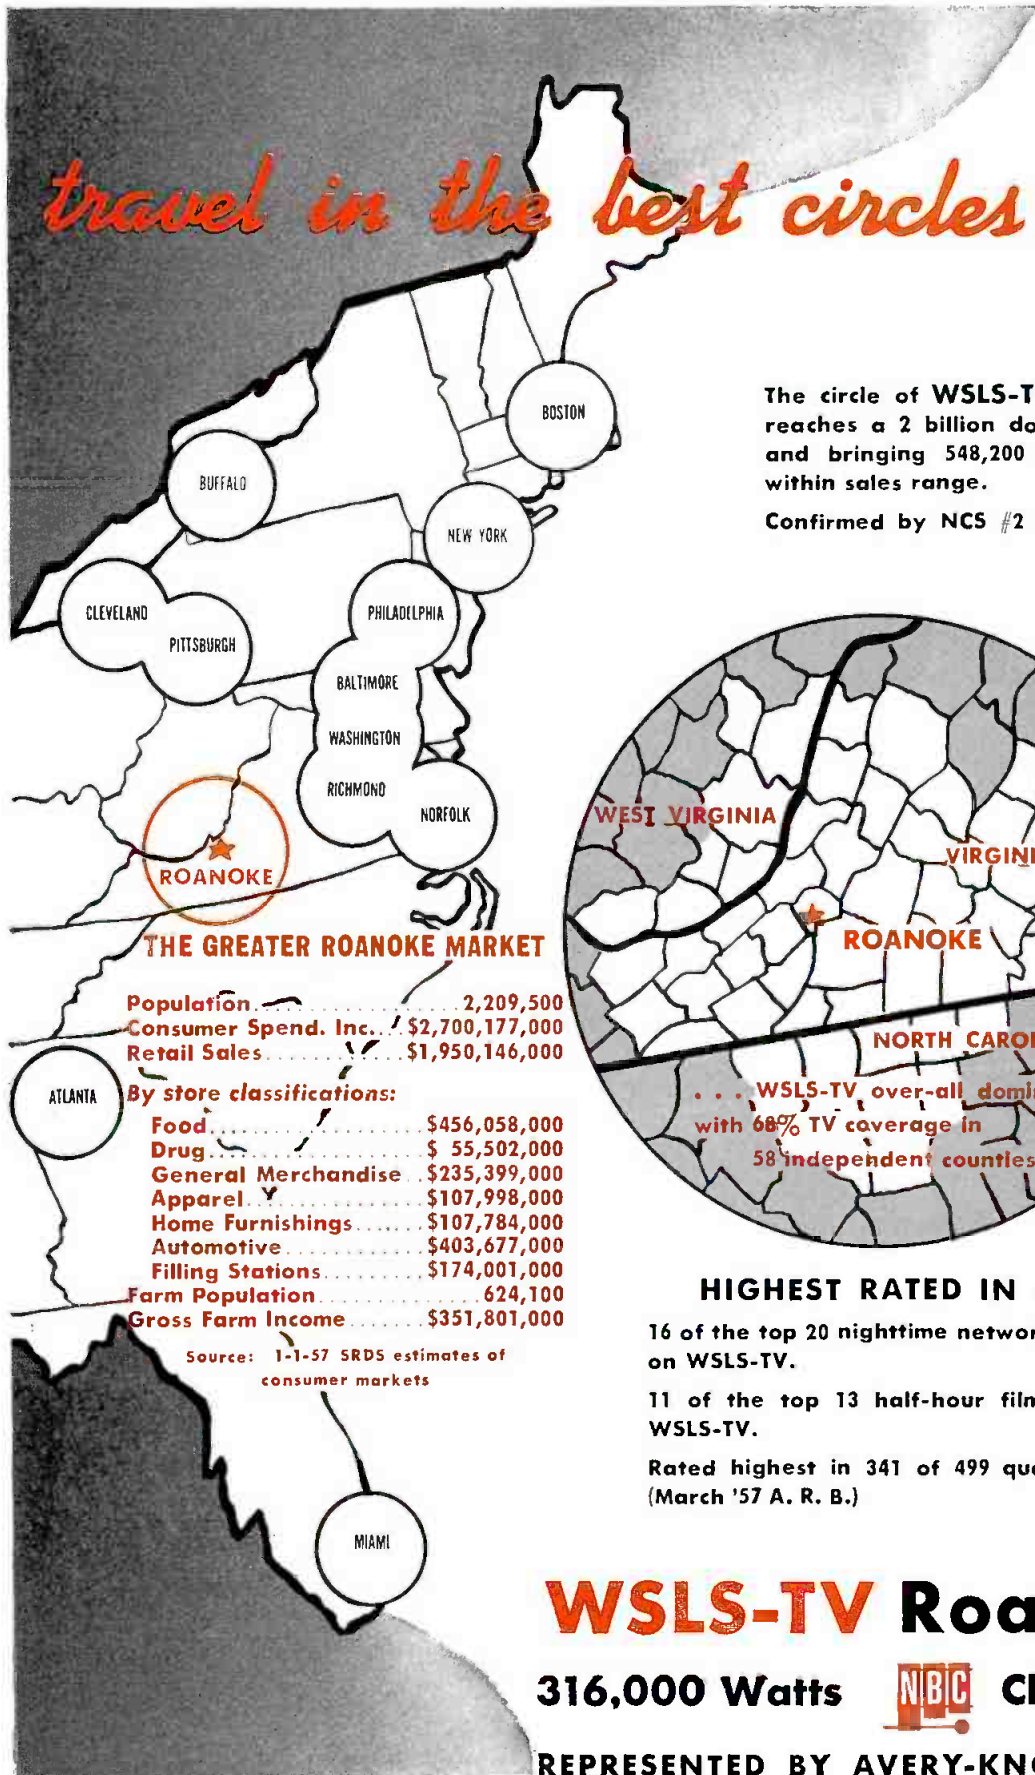 travel in the best circles
The circle of WSLS-T
reaches a 2 billion do
and bringing 548,200
within sales range.
Confirmed by NCS #2
BOSTON
BUFFALO
NEW YORK
CLEVELAND
PITTSBURGH
PHILADELPHIA
BALTIMORE
WASHINGTON
RICHMOND
NORFOLK
ROANOKE
ATLANTA
MIAMI
WEST VIRGINIA
VIRGINI
ROANOKE
NORTH CAROL
. . . WSLS-TV over-all domi
with 68% TV coverage in
58 independent counties
THE GREATER ROANOKE MARKET
Population............ 2,209,500
Consumer Spend. Inc... $2,700,177,000
Retail Sales.......... $1,950,146,000
By store classifications:
Food............ $456,058,000
Drug............ $ 55,502,000
General Merchandise.. $235,399,000
Apparel........ $107,998,000
Home Furnishings...... $107,784,000
Automotive............ $403,677,000
Filling Stations......... $174,001,000
Farm Population.............. 624,100
Gross Farm Income...... $351,801,000
Source: 1-1-57 SRDS estimates of
consumer markets
HIGHEST RATED IN
16 of the top 20 nighttime networ
on WSLS-TV.
11 of the top 13 half-hour film
WSLS-TV.
Rated highest in 341 of 499 qua
(March '57 A. R. B.)
WSLS-TV Roa
316,000 Watts NBC Ch
REPRESENTED BY AVERY-KNO